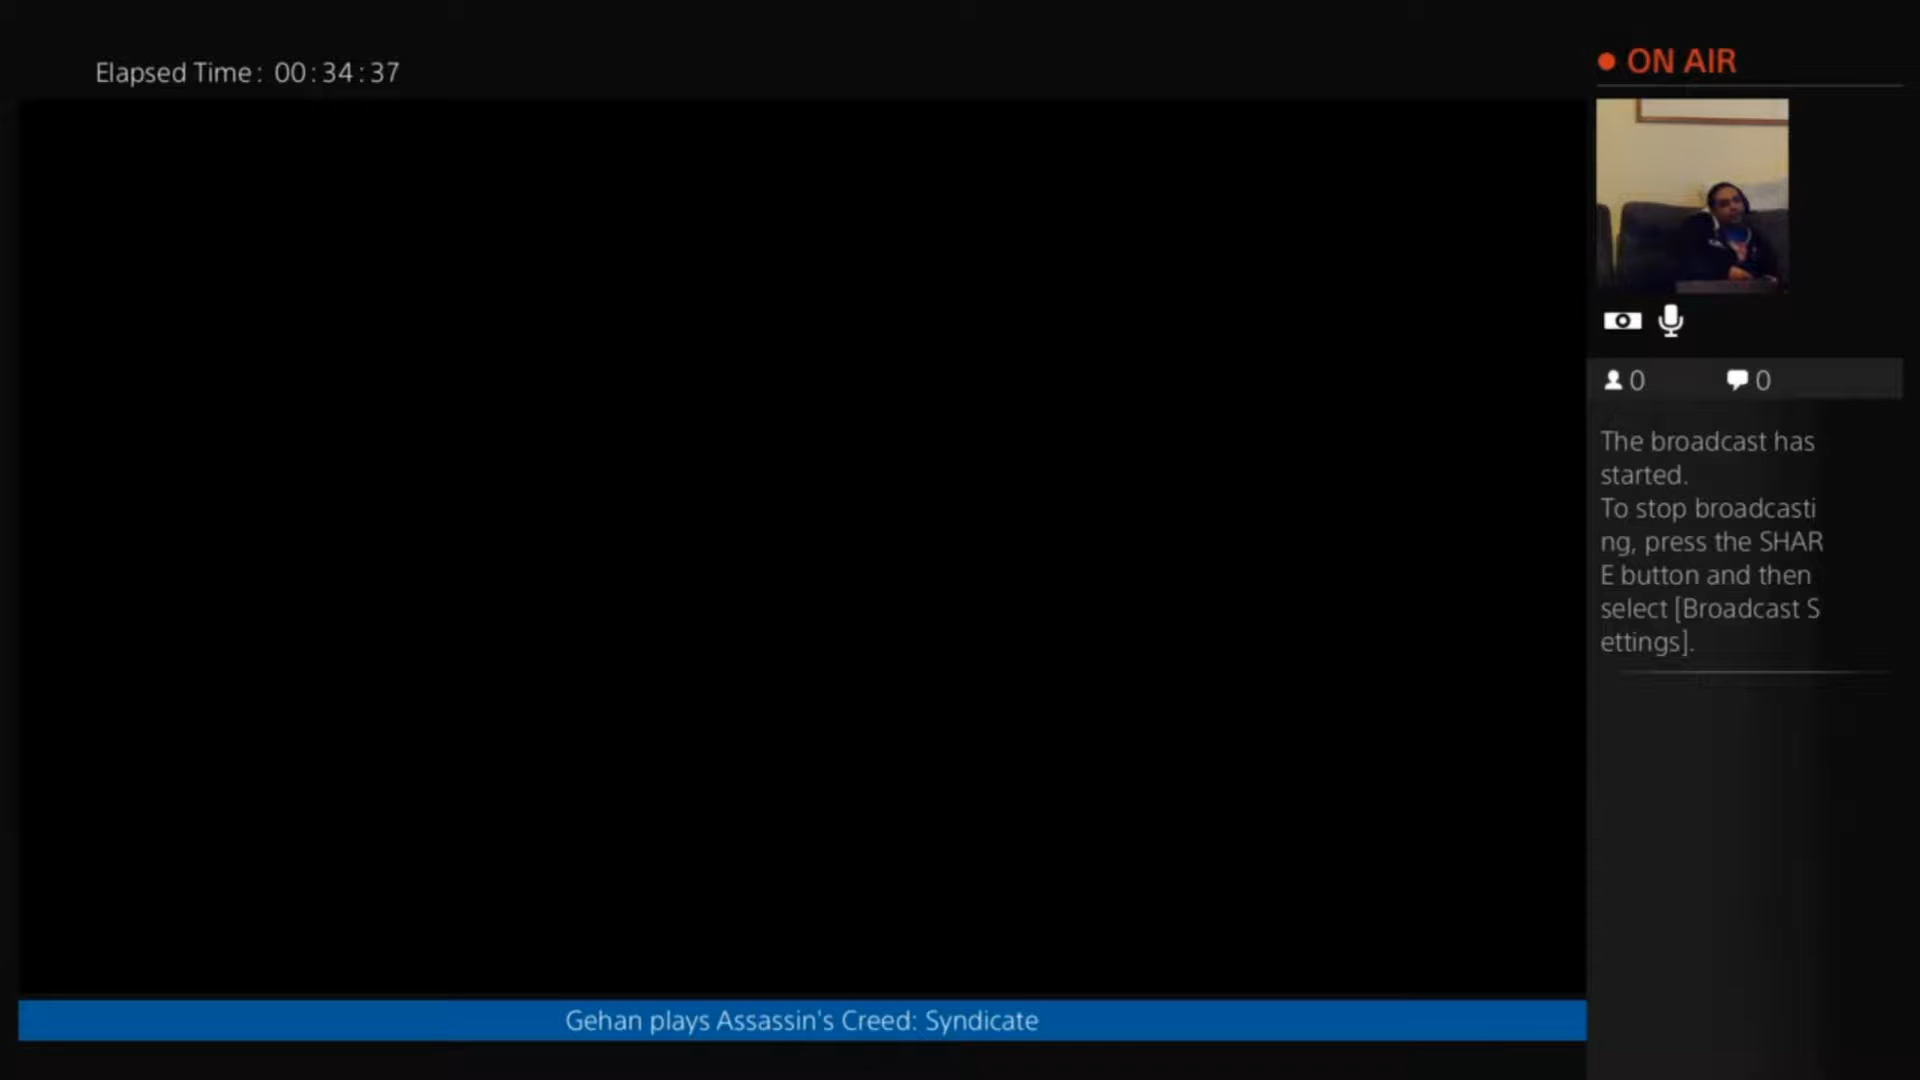 Elapsed Time: 00:34:37
ON AIR
0 0
The broadcast has
started.
To stop broadcasti
ng, press the SHAR
E button and then
select [Broadcast S
ettings].
Gehan plays Assassin's Creed: Syndicate